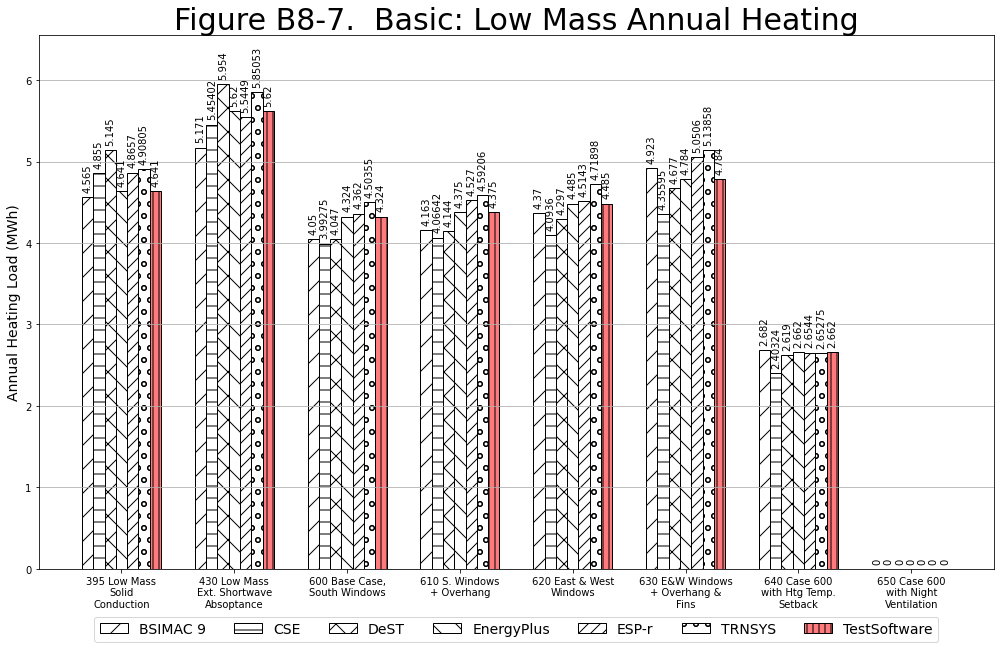 Figure B8-7.  Basic: Low Mass Annual Heating
Annual Heating Load (MWh)
6
5
4
3
2
1
0
4.565 4.855 5.145 4.641 4.8657 4.90805 4.641
5.171 5.45402 5.954 5.62 5.5449 5.85053 5.62
4.05 3.99275 4.047 4.324 4.362 4.50355 4.324
4.163 4.06642 4.144 4.375 4.527 4.59206 4.375
4.37 4.0936 4.297 4.485 4.5143 4.71898 4.485
4.923 4.35595 4.677 4.784 5.0506 5.13858 4.784
2.682 2.40324 2.619 2.662 2.6544 2.65275 2.662
0 0 0 0 0 0 0
395 Low Mass
Solid
Conduction
430 Low Mass
Ext. Shortwave
Absoptance
600 Base Case,
South Windows
610 S. Windows
+ Overhang
620 East & West
Windows
630 E&W Windows
+ Overhang &
Fins
640 Case 600
with Htg Temp.
Setback
650 Case 600
with Night
Ventilation
BSIMAC 9 CSE DeST EnergyPlus ESP-r TRNSYS TestSoftware